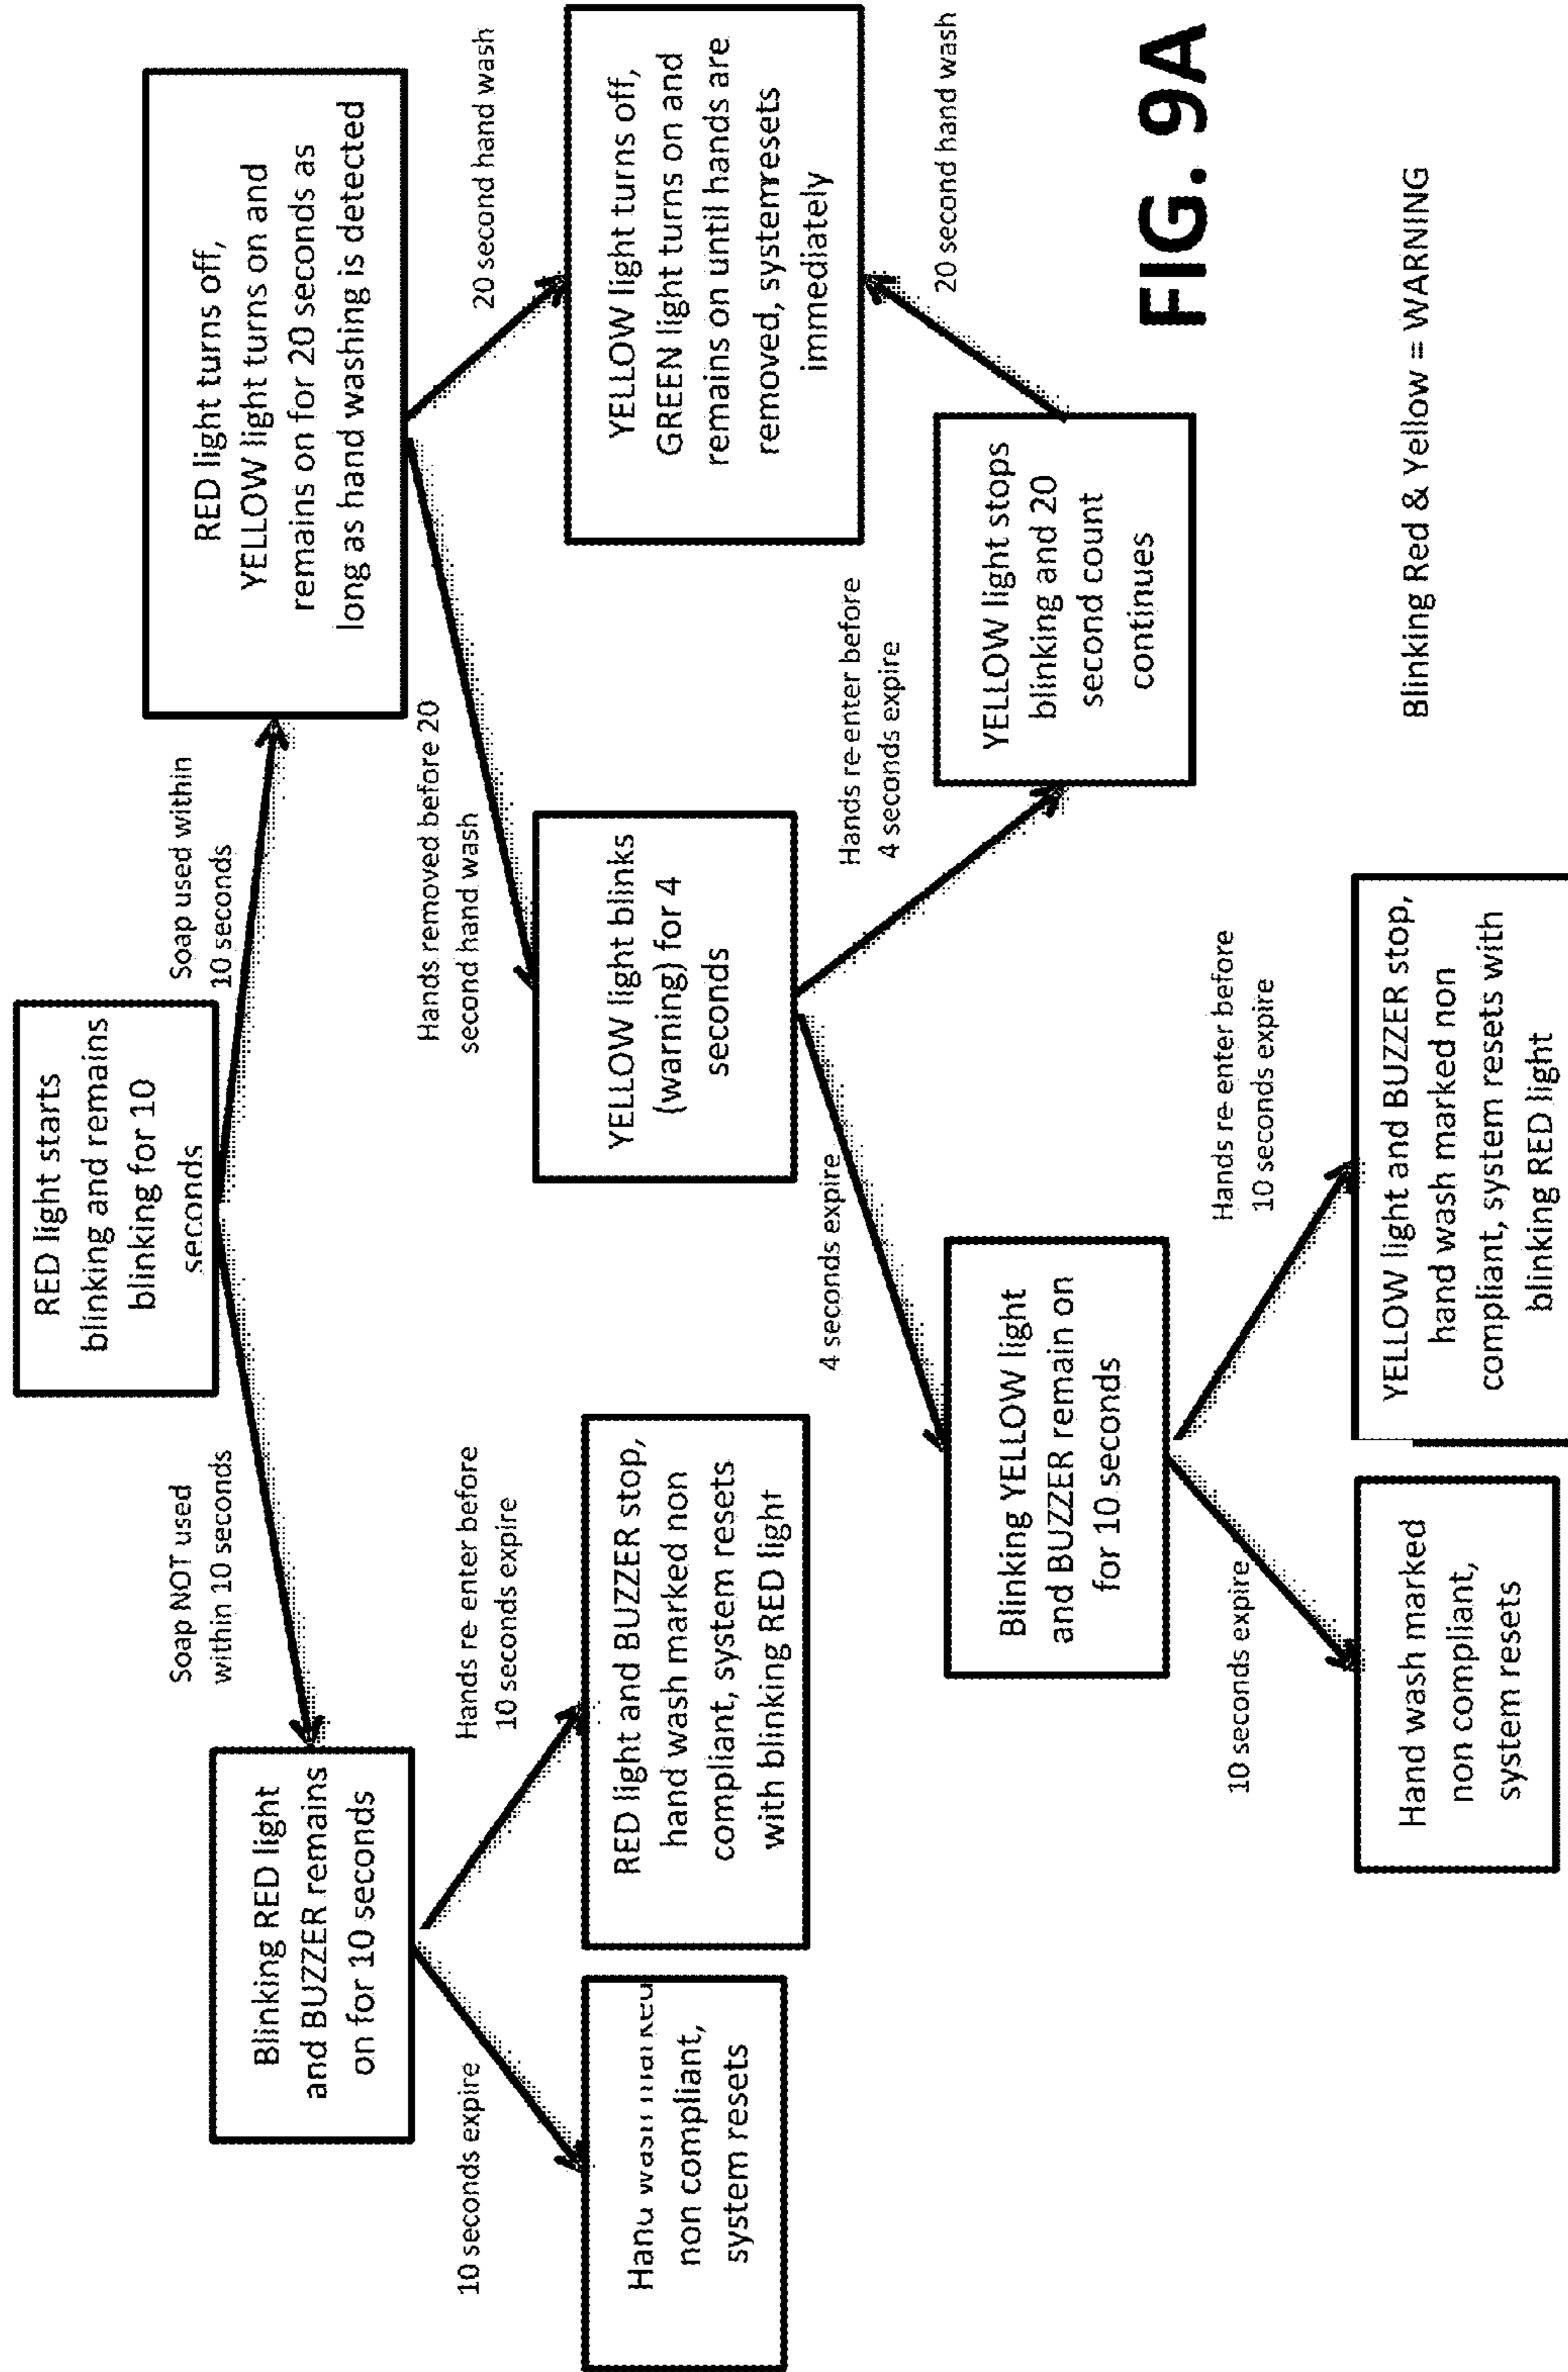 RED light starts
blinking and remains
blinking for 10
seconds
Soap NOT used
within 10 seconds
Soap used within
10 seconds
Blinking RED light
and BUZZER remains
on for 10 seconds
RED light turns off,
YELLOW light turns on and
remains on for 20 seconds as
long as hand washing is detected
10 seconds expire
Hands re-enter before
10 seconds expire
Hands removed before 20
second hand wash
20 second hand wash
Hand wash marked
non compliant,
system resets
RED light and BUZZER stop,
hand wash marked non
compliant, system resets
with blinking RED light
YELLOW light blinks
(warning) for 4
seconds
YELLOW light turns off,
GREEN light turns on and
remains on until hands are
removed, systemresets
immediately
4 seconds expire
Hands re-enter before
4 seconds expire
20 second hand wash
Blinking YELLOW light
and BUZZER remain on
for 10 seconds
YELLOW light stops
blinking and 20
second count
continues
10 seconds expire
Hands re-enter before
10 seconds expire
Hand wash marked
non compliant,
system resets
YELLOW light and BUZZER stop,
hand wash marked non
compliant, system resets with
blinking RED light
FIG. 9A
Blinking Red & Yellow = WARNING